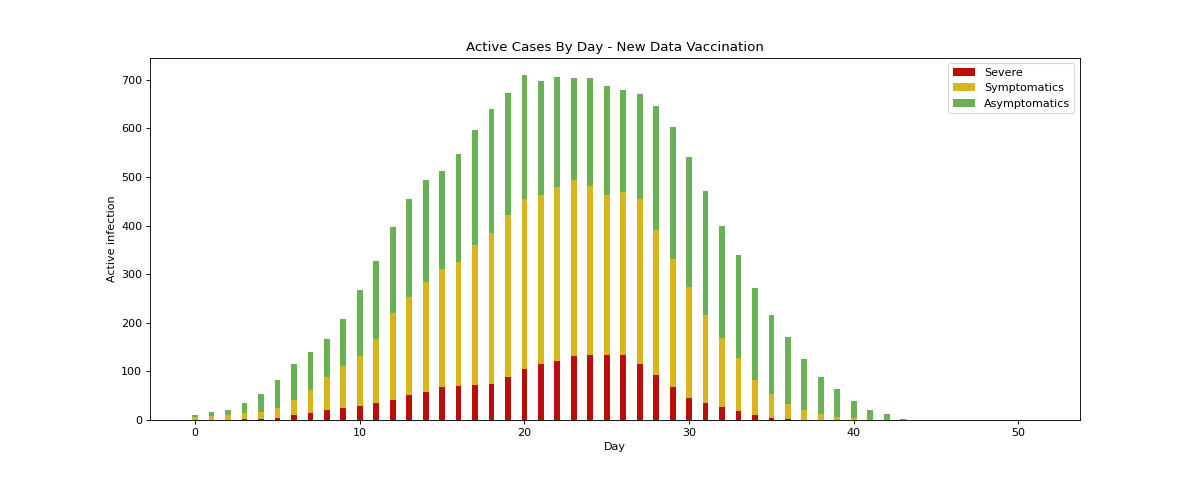 Active Cases By Day - New Data Vaccination
Severe
Symptomatics
Asymptomatics
700
600
500
400
300
200
100
0
Active infection
0 10 20 30 40 50
Day